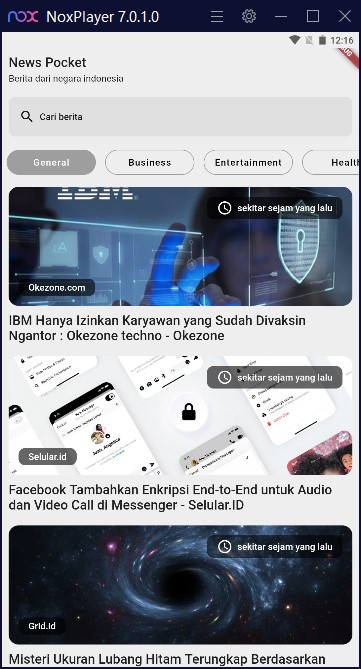 nox NoxPlayer 7.0.1.0
12:16
News Pocket
Berita dari negara indonesia
Cari berita
General
Business
Entertainment
Health
IBM
sekitar sejam yang lalu
Okezone.com
IBM Hanya Izinkan Karyawan yang Sudah Divaksin
Ngantor : Okezone techno - Okezone
sekitar sejam yang lalu
Selular.id
Facebook Tambahkan Enkripsi End-to-End untuk Audio
dan Video Call di Messenger - Selular.ID
sekitar sejam yang lalu
Grid.id
Misteri Ukuran Lubang Hitam Terungkap Berdasarkan